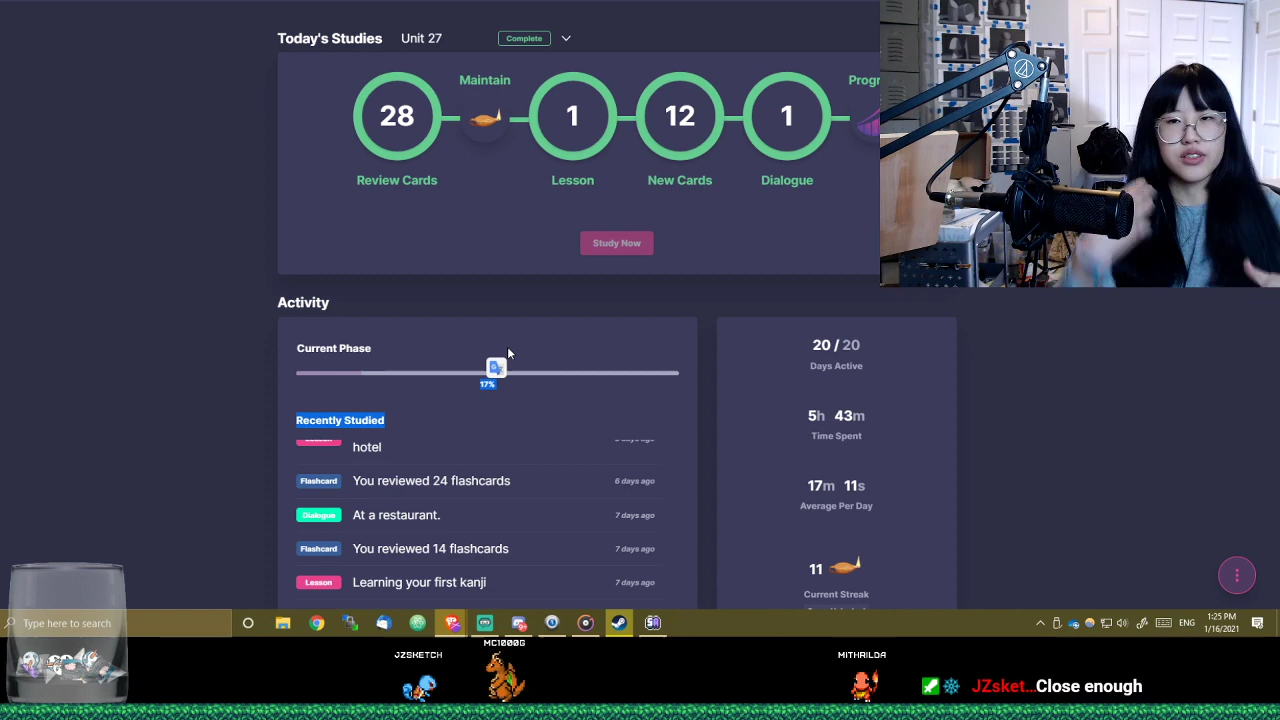 Today's Studies Unit 27 Complete
Maintain
28 1 12 1
Review Cards Lesson New Cards Dialogue
Study Now
Activity
Current Phase
17%
Recently Studied
hotel
Flashcard You reviewed 24 flashcards 6 days ago
Dialogue At a restaurant. 7 days ago
Flashcard You reviewed 14 flashcards 7 days ago
Lesson Learning your first kanji 7 days ago
20 / 20
Days Active
5h 43m
Time Spent
17m 11s
Average Per Day
11
Current Streak
Type here to search
ENG
1:25 PM
1/16/2021
JZSKETCH
MC1000G
MITHRILDA
JZsket...Close enough